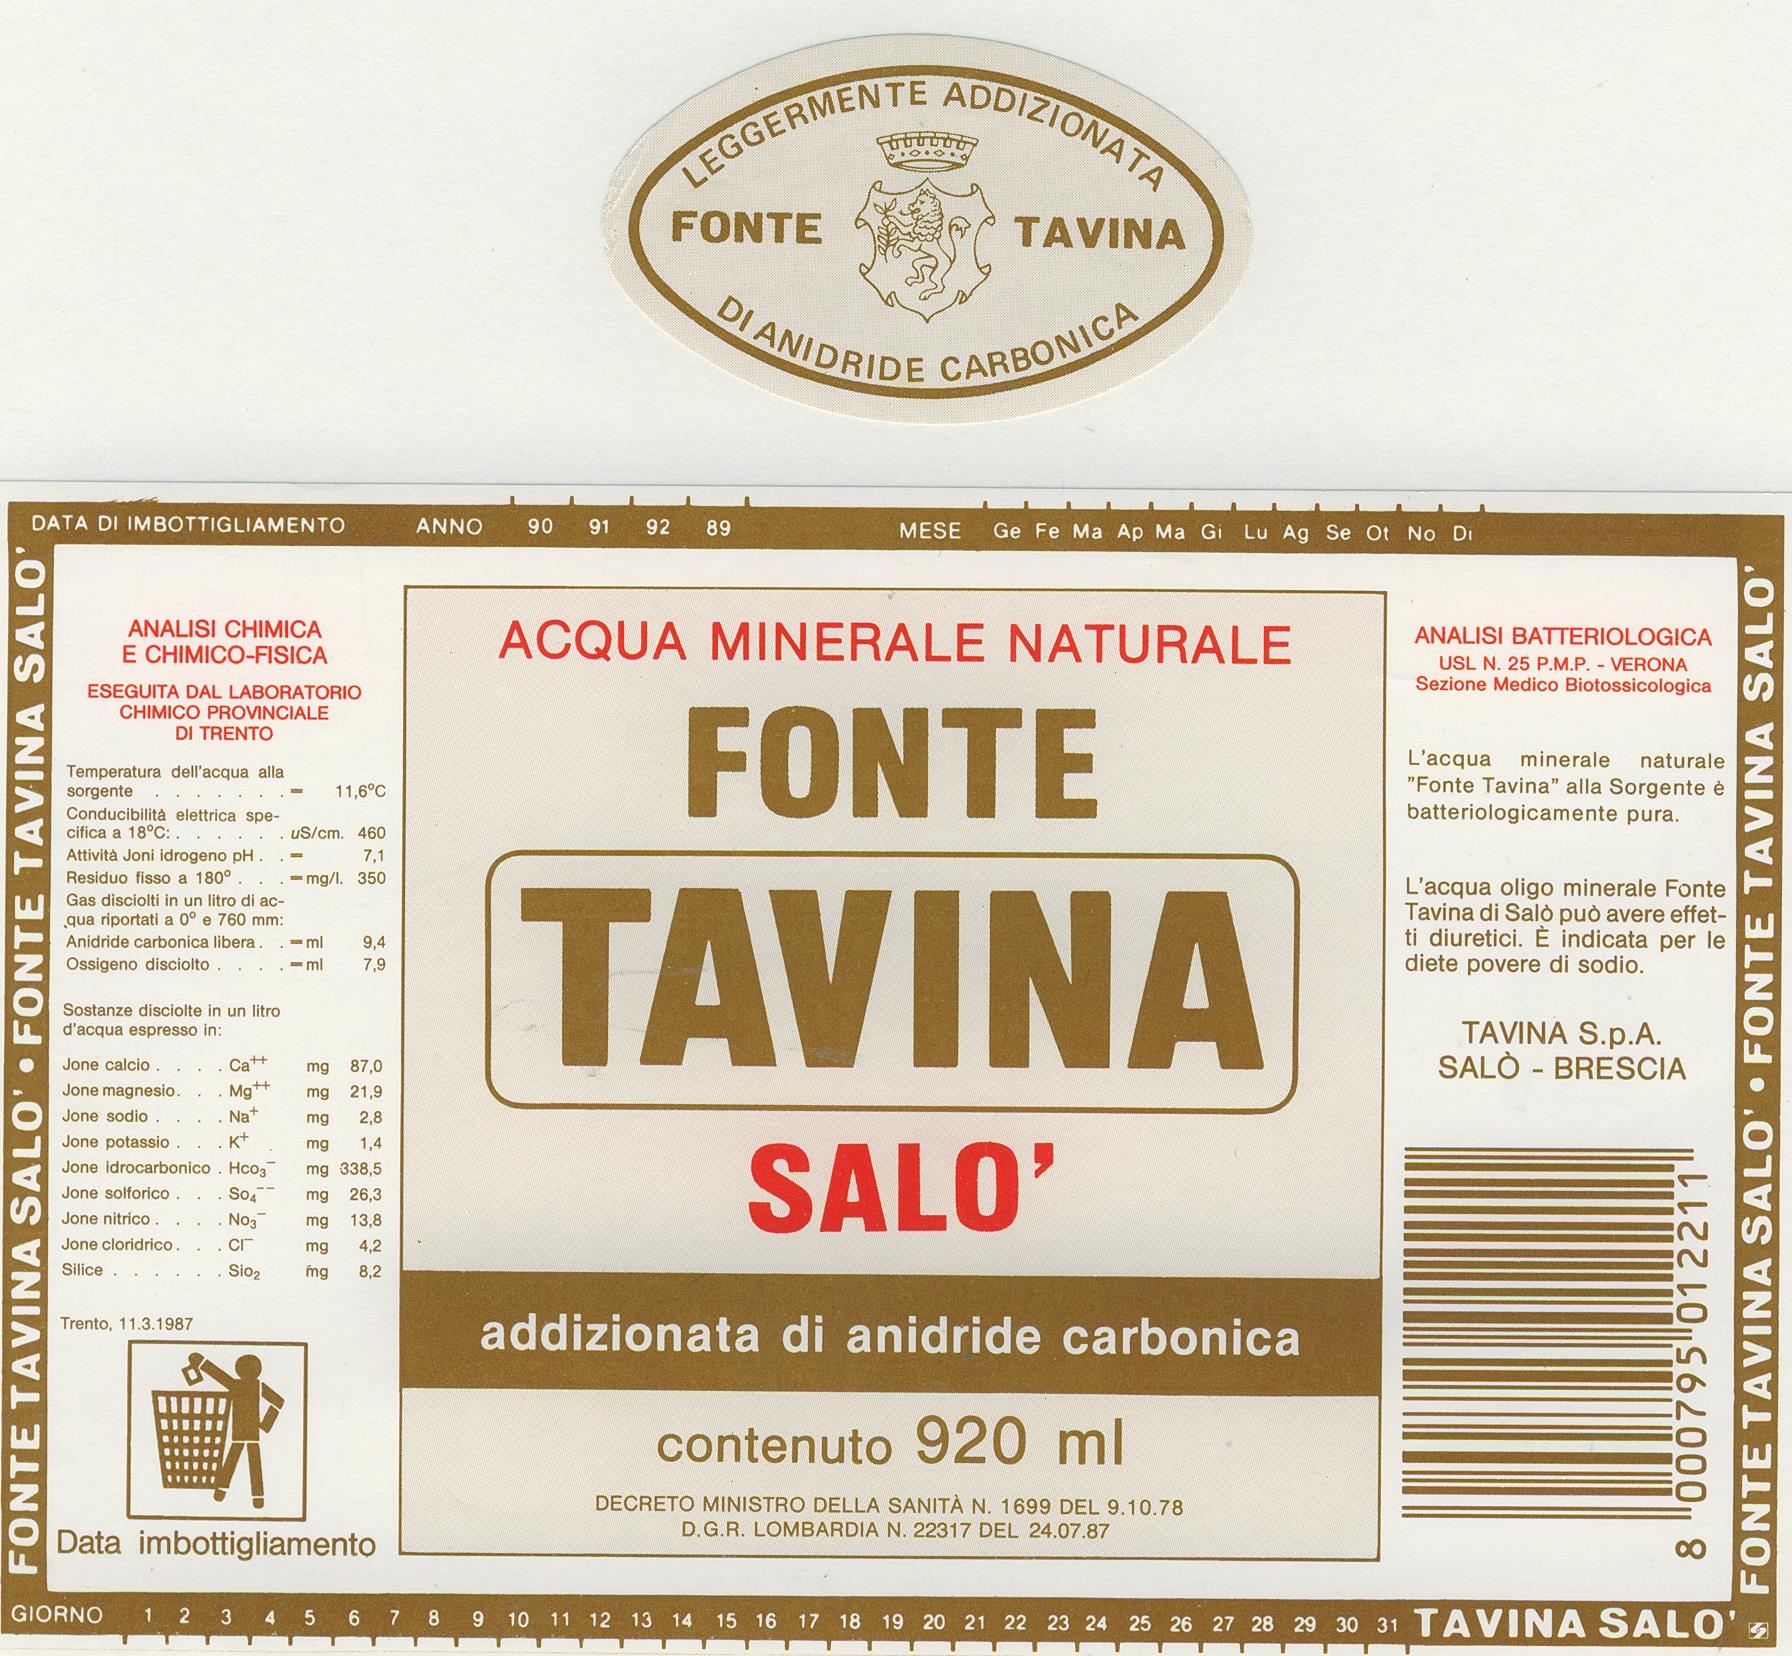 LEGGERMENTE ADDIZIONATA
FONTE TAVINA
DI ANIDRIDE CARBONICA
DATA DI IMBOTTIGLIAMENTO ANNO 90 91 92 89 MESE Ge Fe Ma Ap Ma Gi Lu Ag Se Ot No Di
FONTE TAVINA SALO' • FONTE TAVINA SALO'
ANALISI CHIMICA
E CHIMICO-FISICA
ESEGUITA DAL LABORATORIO
CHIMICO PROVINCIALE
DI TRENTO
Temperatura dell'acqua alla
sorgente . . . . . . . = 11,6°C
Conducibilità elettrica spe-
cifica a 18°C: . . . . . . uS/cm. 460
Attività Joni idrogeno pH . . = 7,1
Residuo fisso a 180° . . . = mg/l. 350
Gas disciolti in un litro di ac-
qua riportati a 0° e 760 mm:
Anidride carbonica libera . . = ml 9,4
Ossigeno disciolto . . . . = ml 7,9
Sostanze disciolte in un litro
d'acqua espresso in:
Jone calcio . . . . Ca++ mg 87,0
Jone magnesio . . . Mg++ mg 21,9
Jone sodio . . . . Na+ mg 2,8
Jone potassio . . . K+ mg 1,4
Jone idrocarbonico . Hco3− mg 338,5
Jone solforico . . . So4−− mg 26,3
Jone nitrico . . . . No3− mg 13,8
Jone cloridrico . . . Cl− mg 4,2
Silice . . . . . . Sio2 mg 8,2
Trento, 11.3.1987
Data imbottigliamento
ACQUA MINERALE NATURALE
FONTE
TAVINA
SALO'
addizionata di anidride carbonica
contenuto 920 ml
DECRETO MINISTRO DELLA SANITÀ N. 1699 DEL 9.10.78
D.G.R. LOMBARDIA N. 22317 DEL 24.07.87
ANALISI BATTERIOLOGICA
USL N. 25 P.M.P. - VERONA
Sezione Medico Biotossicologica
L'acqua minerale naturale
"Fonte Tavina" alla Sorgente è
batteriologicamente pura.
L'acqua oligo minerale Fonte
Tavina di Salò può avere effet-
ti diuretici. È indicata per le
diete povere di sodio.
TAVINA S.p.A.
SALÒ - BRESCIA
8 000795 012211
FONTE TAVINA SALO' • FONTE TAVINA SALO'
GIORNO 1 2 3 4 5 6 7 8 9 10 11 12 13 14 15 16 17 18 19 20 21 22 23 24 25 26 27 28 29 30 31 TAVINA SALO'